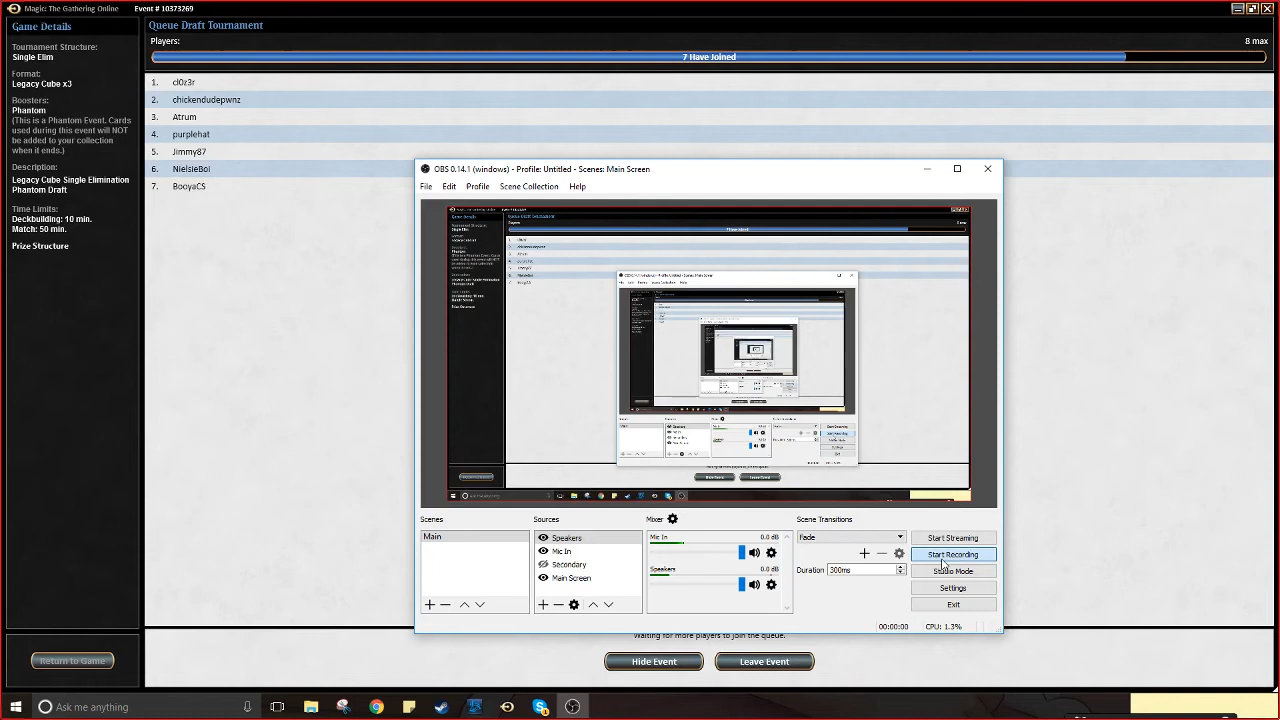 Magic: The Gathering Online Event # 10373269
Game Details
Tournament Structure:
Single Elim
Format:
Legacy Cube x3
Boosters:
Phantom
(This is a Phantom Event. Cards
used during this event will NOT
be added to your collection
when it ends.)
Description:
Legacy Cube Single Elimination
Phantom Draft
Time Limits:
Deckbuilding: 10 min.
Match: 50 min.
Prize Structure
Return to Game
Queue Draft Tournament
Players: 8 max
7 Have Joined
1. cl0z3r
2. chickendudepwnz
3. Atrum
4. purplehat
5. Jimmy87
6. NielsieBoi
7. BooyaCS
OBS 0.14.1 (windows) - Profile: Untitled - Scenes: Main Screen
File Edit Profile Scene Collection Help
Scenes Sources Mixer Scene Transitions
Main
Speakers
Mic In
Secondary
Main Screen
Mic In 0.0 dB
Speakers 0.0 dB
Fade
Duration 300ms
Start Streaming
Start Recording
Studio Mode
Settings
Exit
00:00:00 CPU: 1.3%
Waiting for more players to join the queue.
Hide Event Leave Event
Ask me anything